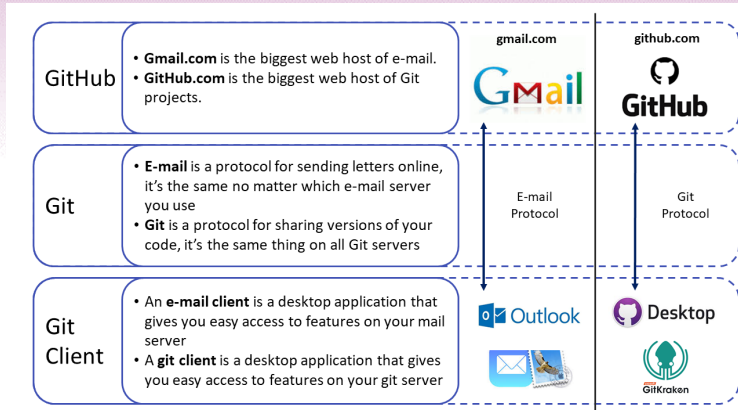 GitHub
• Gmail.com is the biggest web host of e-mail.
• GitHub.com is the biggest web host of Git
projects.
gmail.com
Gmail
github.com
GitHub
Git
• E-mail is a protocol for sending letters online,
it’s the same no matter which e-mail server
you use
• Git is a protocol for sharing versions of your
code, it’s the same thing on all Git servers
E-mail
Protocol
Git
Protocol
Git
Client
• An e-mail client is a desktop application that
gives you easy access to features on your mail
server
• A git client is a desktop application that gives
you easy access to features on your git server
Outlook
Desktop
GitKraken